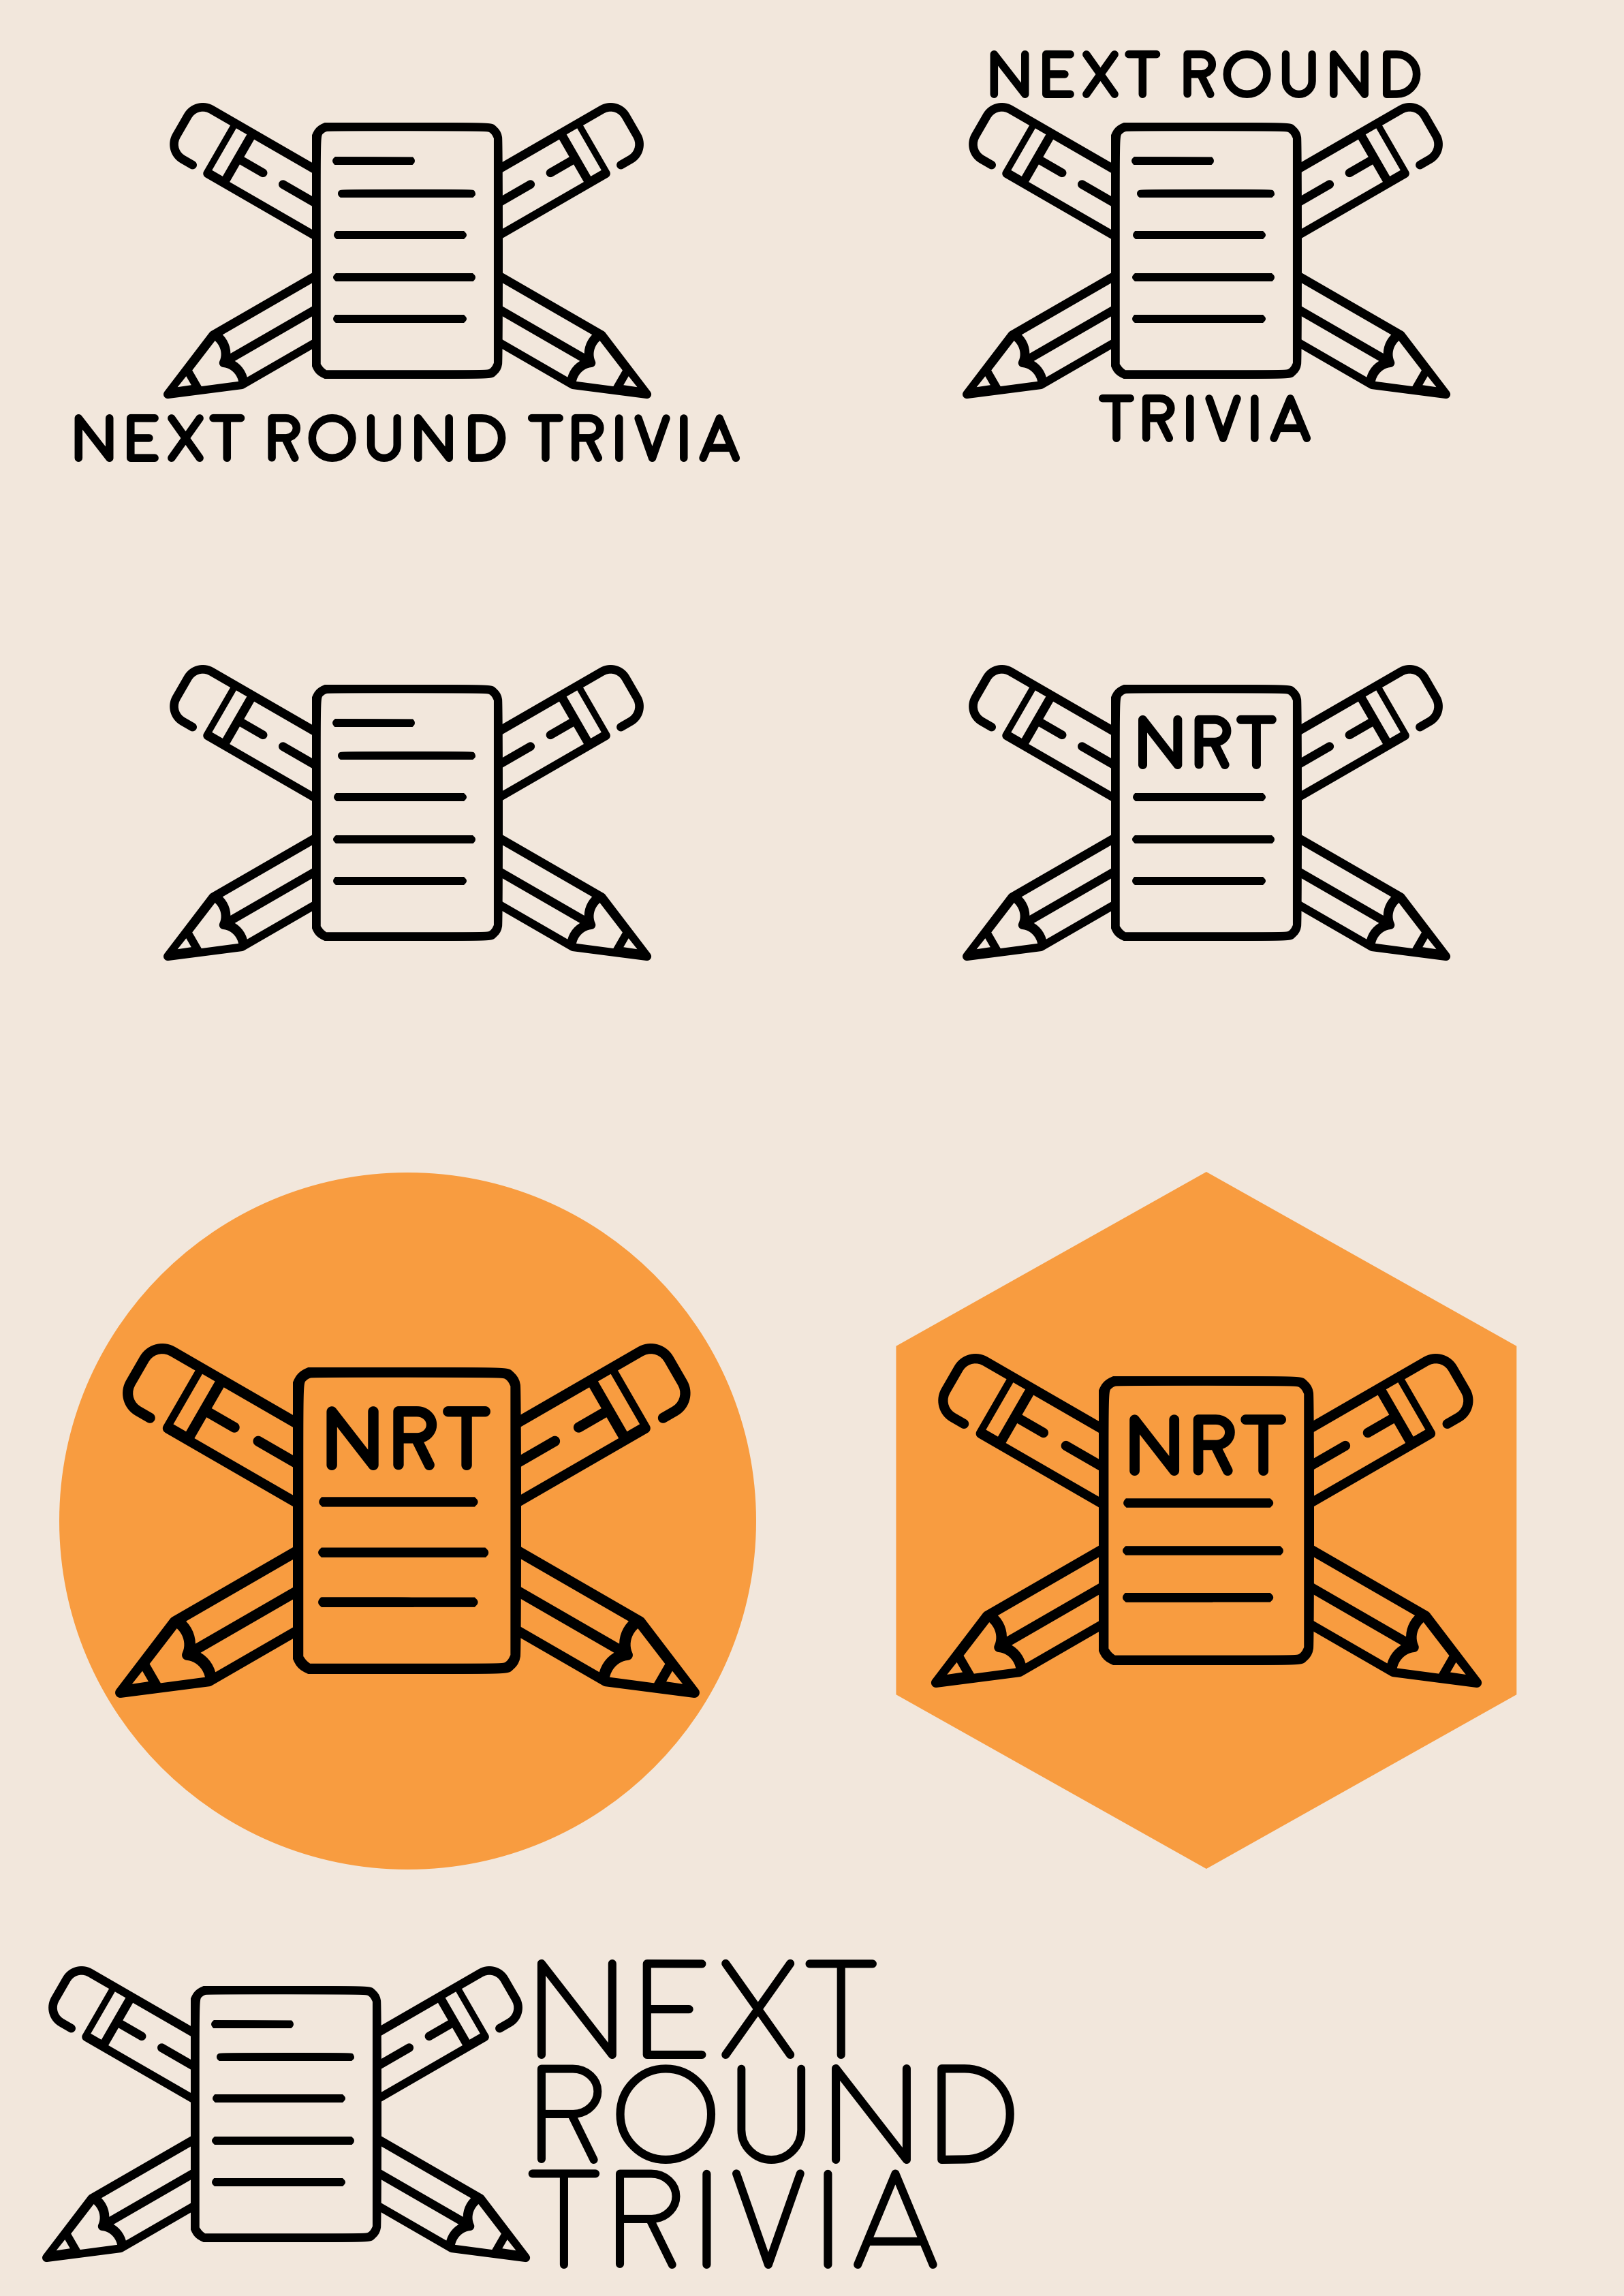 NEXT ROUND
NEXT ROUND TRIVIA
TRIVIA
NRT
NRT
NRT
NEXT
ROUND
TRIVIA